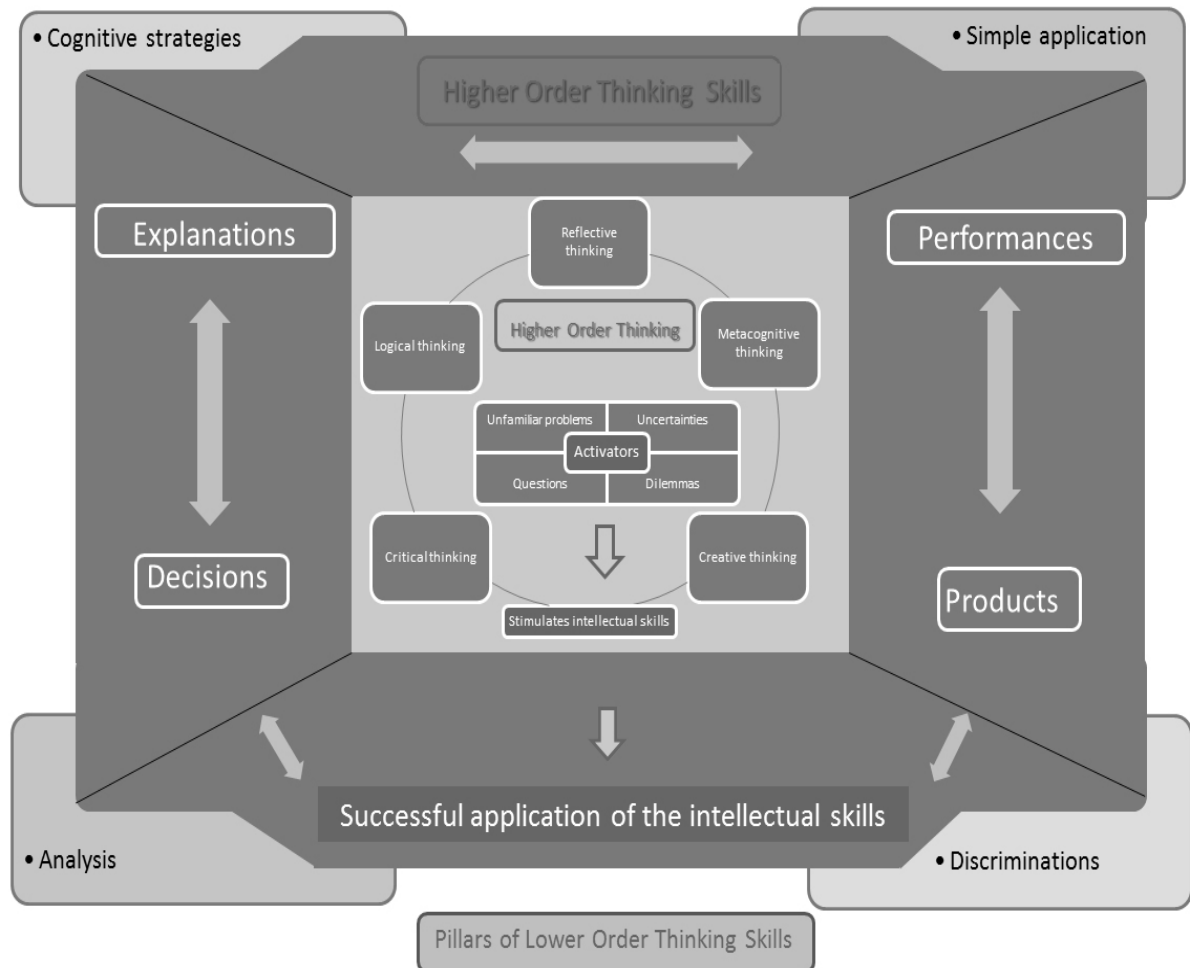 • Cognitive strategies
• Simple application
Higher Order Thinking Skills
Explanations
Performances
Reflective
thinking
Higher Order Thinking
Logical thinking
Metacognitive
thinking
Unfamiliar problems
Uncertainties
Activators
Questions
Dilemmas
Critical thinking
Creative thinking
Decisions
Products
Stimulates intellectual skills
Successful application of the intellectual skills
• Analysis
• Discriminations
Pillars of Lower Order Thinking Skills